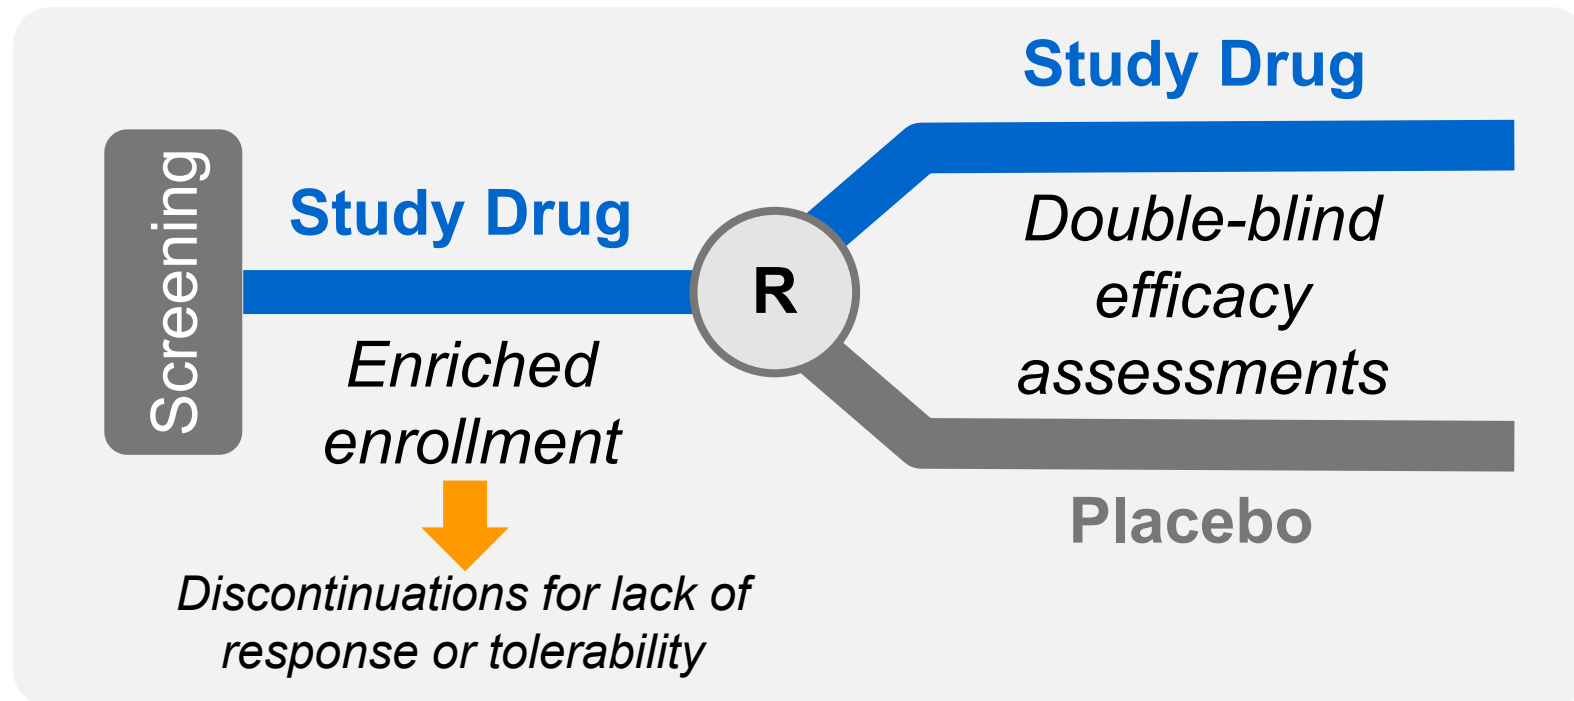 Screening
Study Drug
Enriched
enrollment
Discontinuations for lack of
response or tolerability
R
Study Drug
Double-blind
efficacy
assessments
Placebo